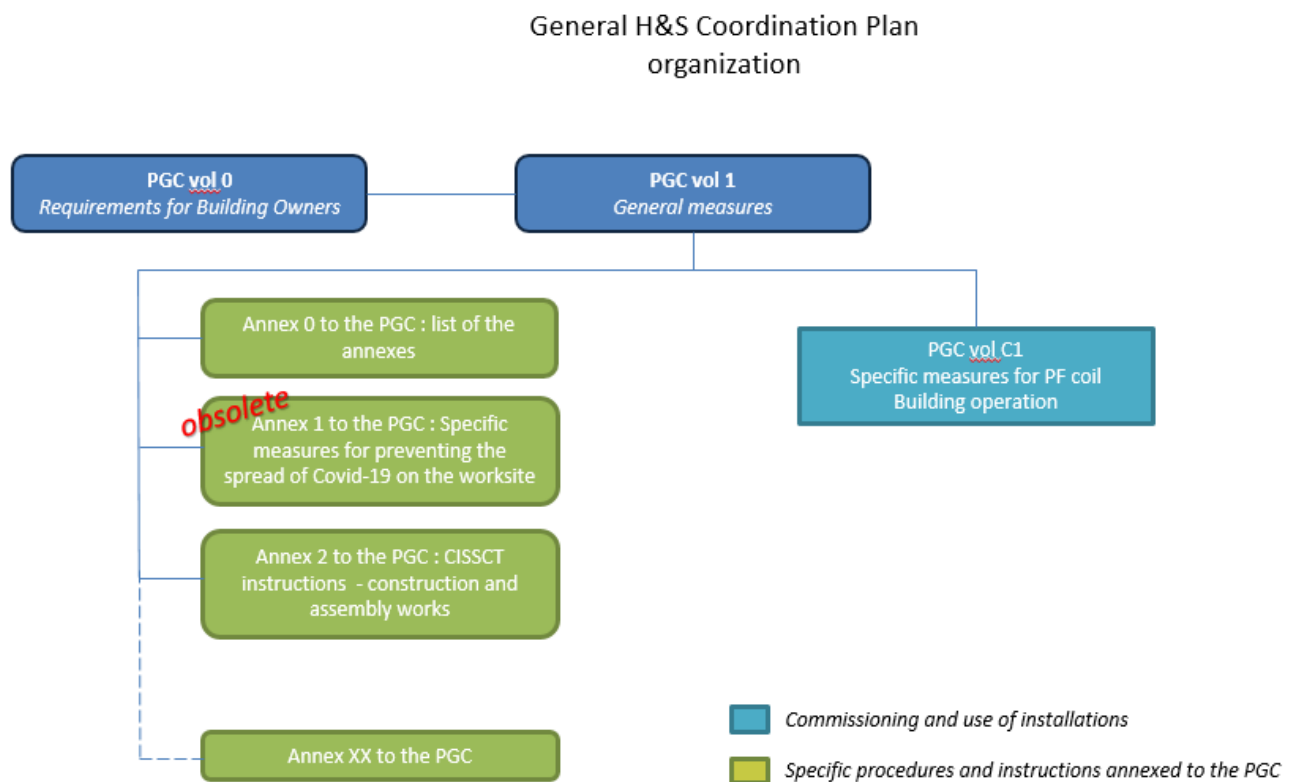 General H&S Coordination Plan
organization
PGC vol 0
Requirements for Building Owners
PGC vol 1
General measures
Annex 0 to the PGC : list of the
annexes
obsolete
Annex 1 to the PGC : Specific
measures for preventing the
spread of Covid-19 on the worksite
Annex 2 to the PGC : CISSCT
instructions - construction and
assembly works
Annex XX to the PGC
PGC vol C1
Specific measures for PF coil
Building operation
Commissioning and use of installations
Specific procedures and instructions annexed to the PGC